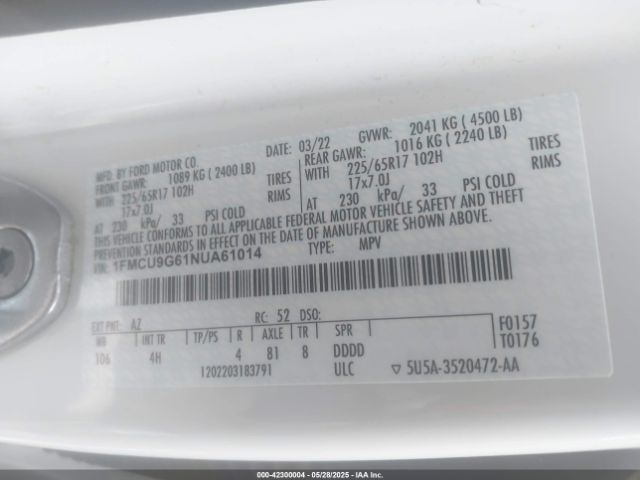 MFD. BY FORD MOTOR CO.
DATE: 03/22 GVWR: 2041 KG ( 4500 LB)
FRONT GAWR: 1089 KG ( 2400 LB) REAR GAWR: 1016 KG ( 2240 LB)
WITH 225/65R17 102H TIRES WITH 225/65R17 102H TIRES
17x7.0J RIMS 17x7.0J RIMS
AT 230 kPa/ 33 PSI COLD AT 230 kPa/ 33 PSI COLD
THIS VEHICLE CONFORMS TO ALL APPLICABLE FEDERAL MOTOR VEHICLE SAFETY AND THEFT
PREVENTION STANDARDS IN EFFECT ON THE DATE OF MANUFACTURE SHOWN ABOVE.
VIN: 1FMCU9G61NUA61014 TYPE: MPV
EXT PNT: AZ RC: 52 DSO:
WB INT TR TP/PS R AXLE TR SPR
106 4H 4 81 8 DDDD
1202203183791 ULC
F0157
T0176
▽ 5U5A-3520472-AA
000-42300004 | 05/28/2025 | IAA Inc.